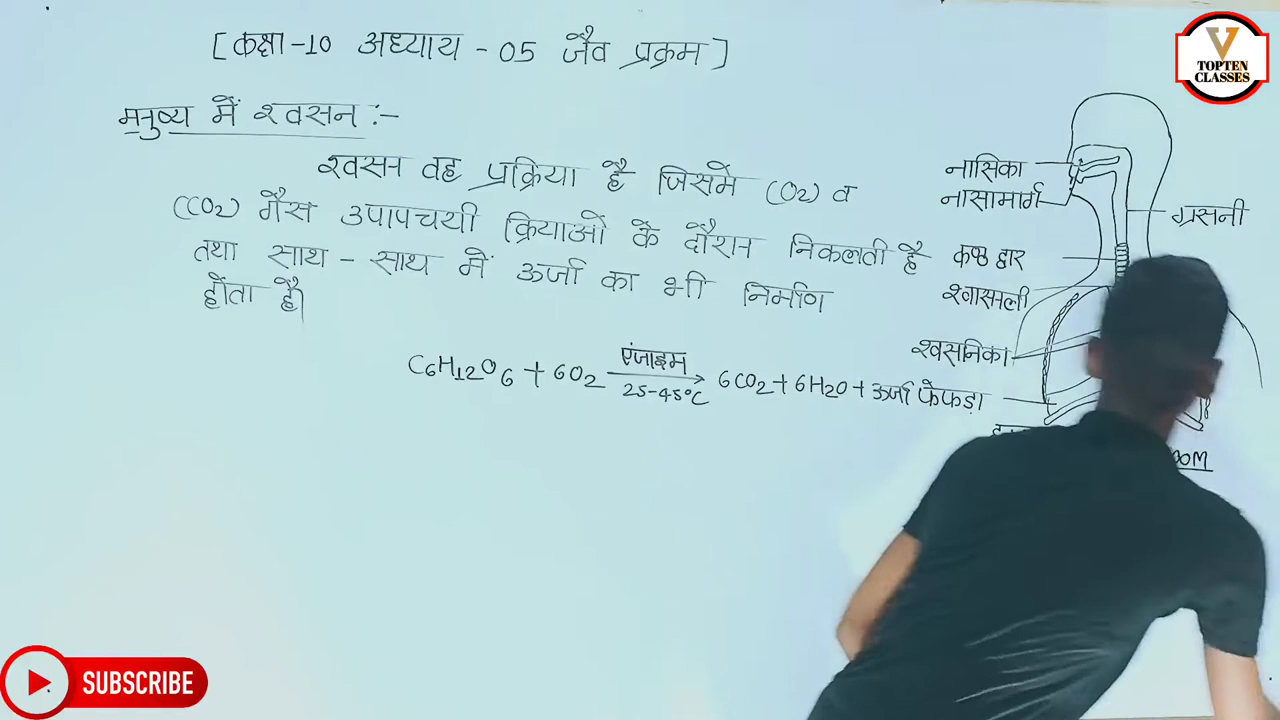 [कक्षा-10 अध्याय - 05 जैव प्रक्रम]
V
TOPTEN
CLASSES
मनुष्य में श्वसन :-
श्वसन वह प्रक्रिया है जिसमें (O2) व
(CO2) गैस उपापचयी क्रियाओं के दौरान निकलती है
तथा साथ - साथ में ऊर्जा का भी निर्माण
होता है।
C6H12O6 + 6O2 एंजाइम 25-45°C → 6CO2 + 6H2O + ऊर्जा
नासिका
नासामार्ग
ग्रसनी
कण्ठ द्वार
श्वासनली
श्वसनिका
फेफड़ा
SUBSCRIBE